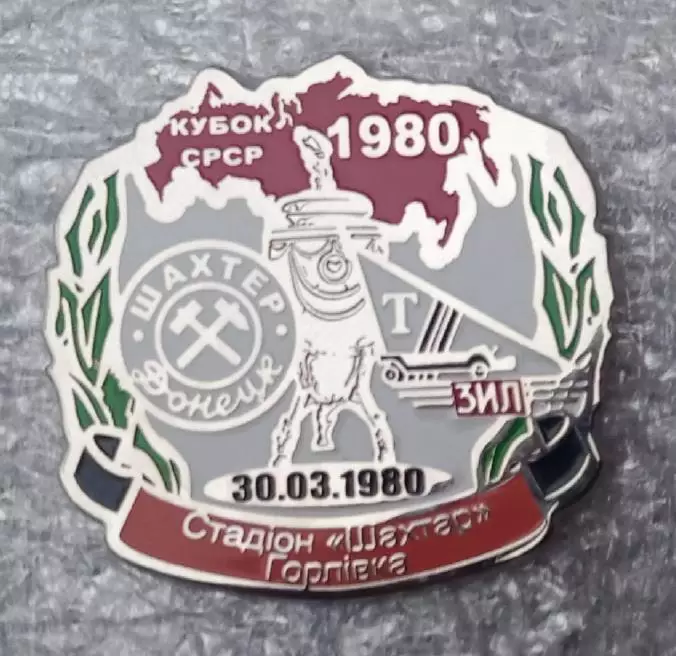 КУБОК
СРСР
1980
ШАХТЕР
Донецк
Т
ЗИЛ
30.03.1980
Стадіон «Шахтар»
Горлівка